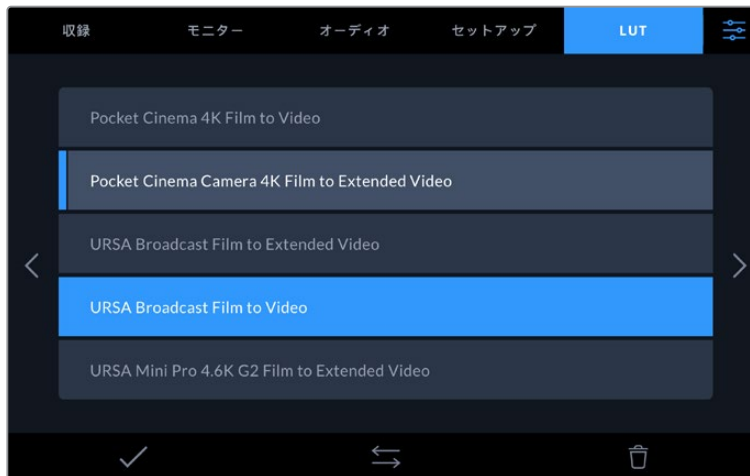 収録
モニター
オーディオ
セットアップ
LUT
Pocket Cinema 4K Film to Video
Pocket Cinema Camera 4K Film to Extended Video
URSA Broadcast Film to Extended Video
URSA Broadcast Film to Video
URSA Mini Pro 4.6K G2 Film to Extended Video